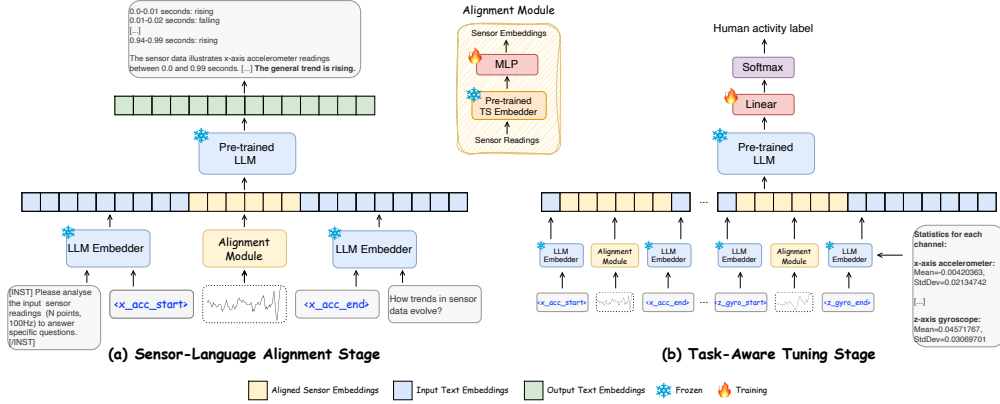 0.0-0.01 seconds: rising
0.01-0.02 seconds: falling
[...]
0.94-0.99 seconds: rising
The sensor data illustrates x-axis accelerometer readings
between 0.0 and 0.99 seconds. [...] The general trend is rising.
Pre-trained
LLM
LLM Embedder
Alignment
Module
LLM Embedder
[INST] Please analyse
the input sensor
readings (N points,
100Hz) to answer
specific questions.
[/INST]
<x_acc_start>
<x_acc_end>
How trends in sensor
data evolve?
(a) Sensor-Language Alignment Stage
Alignment Module
Sensor Embeddings
MLP
Pre-trained
TS Embedder
Sensor Readings
Human activity label
Softmax
Linear
Pre-trained
LLM
...
LLM
Embedder
Alignment
Module
LLM
Embedder
LLM
Embedder
Alignment
Module
LLM
Embedder
<x_acc_start>
<x_acc_end>
...
<z_gyro_start>
<z_gyro_end>
Statistics for each
channel:
x-axis accelerometer:
Mean=-0.00420363,
StdDev=0.02134742
[...]
z-axis gyroscope:
Mean=0.04571767,
StdDev=0.03069701
(b) Task-Aware Tuning Stage
Aligned Sensor Embeddings
Input Text Embeddings
Output Text Embeddings
Frozen
Training